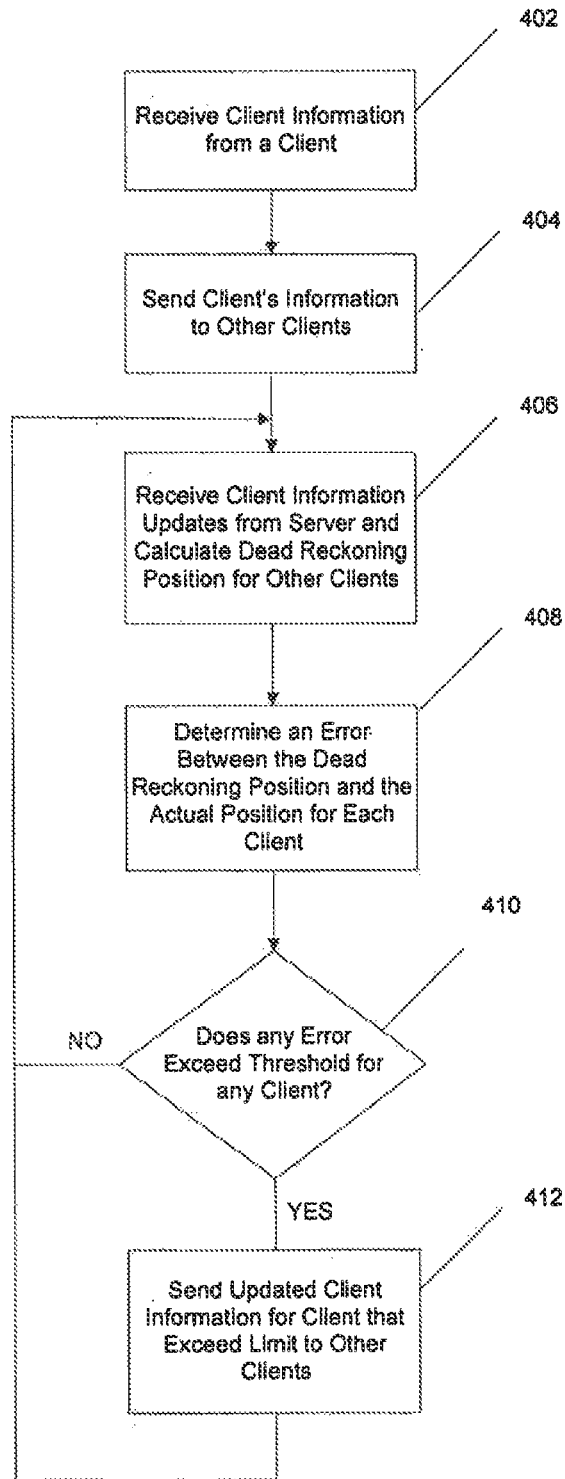 402
Receive Client Information
from a Client
404
Send Client's Information
to Other Clients
406
Receive Client Information
Updates from Server and
Calculate Dead Reckoning
Position for Other Clients
408
Determine an Error
Between the Dead
Reckoning Position and the
Actual Position for Each
Client
410
Does any Error
Exceed Threshold for
any Client?
NO
YES
412
Send Updated Client
Information for Client that
Exceed Limit to Other
Clients